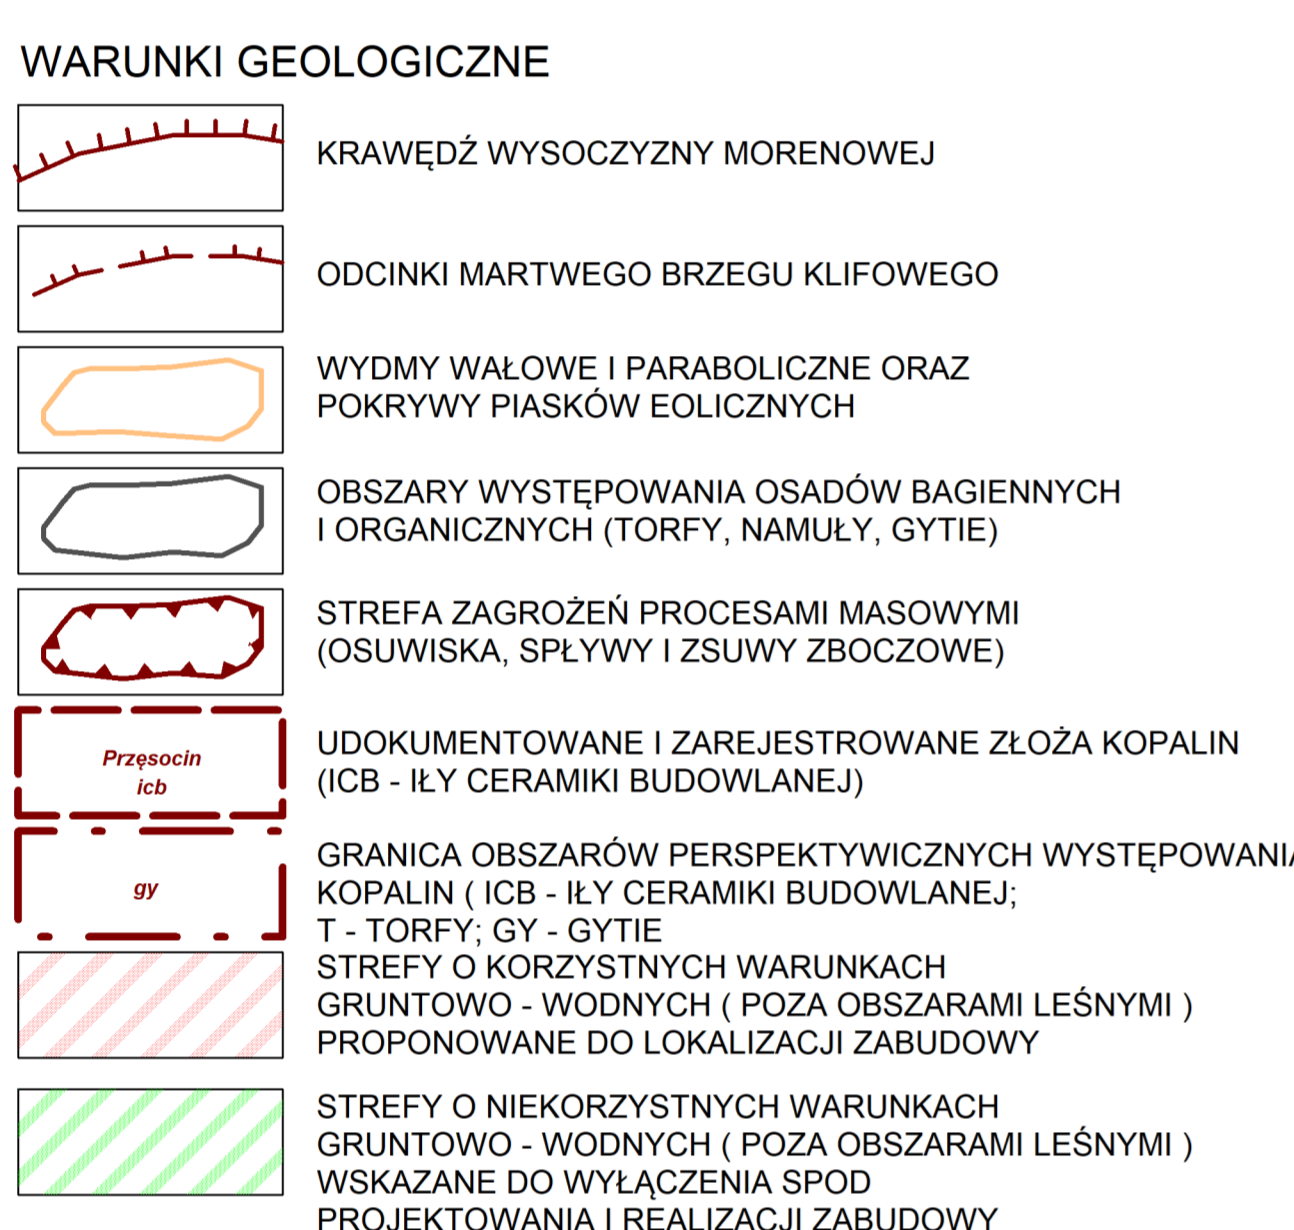 WARUNKI GEOLOGICZNE
KRAWĘDŹ WYSOCZYZNY MORENOWEJ
ODCINKI MARTWEGO BRZEGU KLIFOWEGO
WYDMY WAŁOWE I PARABOLICZNE ORAZ
POKRYWY PIASKÓW EOLICZNYCH
OBSZARY WYSTĘPOWANIA OSADÓW BAGIENNYCH
I ORGANICZNYCH (TORFY, NAMUŁY, GYTIE)
STREFA ZAGROŻEŃ PROCESAMI MASOWYMI
(OSUWISKA, SPŁYWY I ZSUWY ZBOCZOWE)
Przęsocin
icb
UDOKUMENTOWANE I ZAREJESTROWANE ZŁOŻA KOPALIN
(ICB - IŁY CERAMIKI BUDOWLANEJ)
gy
GRANICA OBSZARÓW PERSPEKTYWICZNYCH WYSTĘPOWANIA
KOPALIN ( ICB - IŁY CERAMIKI BUDOWLANEJ;
T - TORFY; GY - GYTIE
STREFY O KORZYSTNYCH WARUNKACH
GRUNTOWO - WODNYCH ( POZA OBSZARAMI LEŚNYMI )
PROPONOWANE DO LOKALIZACJI ZABUDOWY
STREFY O NIEKORZYSTNYCH WARUNKACH
GRUNTOWO - WODNYCH ( POZA OBSZARAMI LEŚNYMI )
WSKAZANE DO WYŁĄCZENIA SPOD
PROJEKTOWANIA I REALIZACJI ZABUDOWY